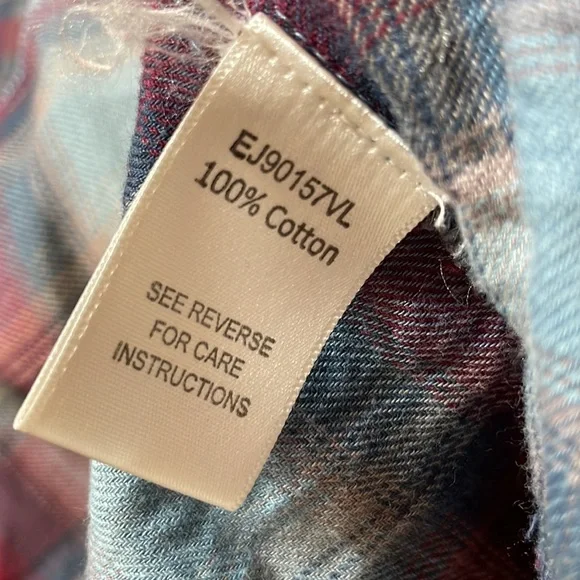 EJ90157VL
100% Cotton
SEE REVERSE
FOR CARE
INSTRUCTIONS